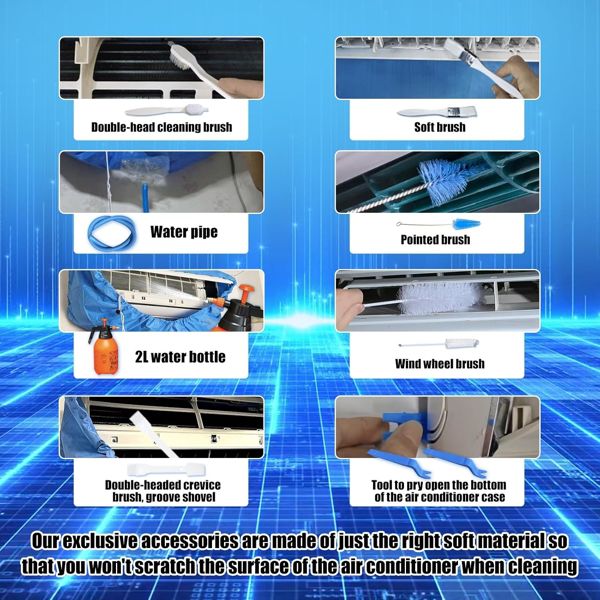 Double-head cleaning brush
Soft brush
Water pipe
Pointed brush
2L water bottle
Wind wheel brush
Double-headed crevice
brush, groove shovel
Tool to pry open the bottom
of the air conditioner case
Our exclusive accessories are made of just the right soft material so
that you won't scratch the surface of the air conditioner when cleaning